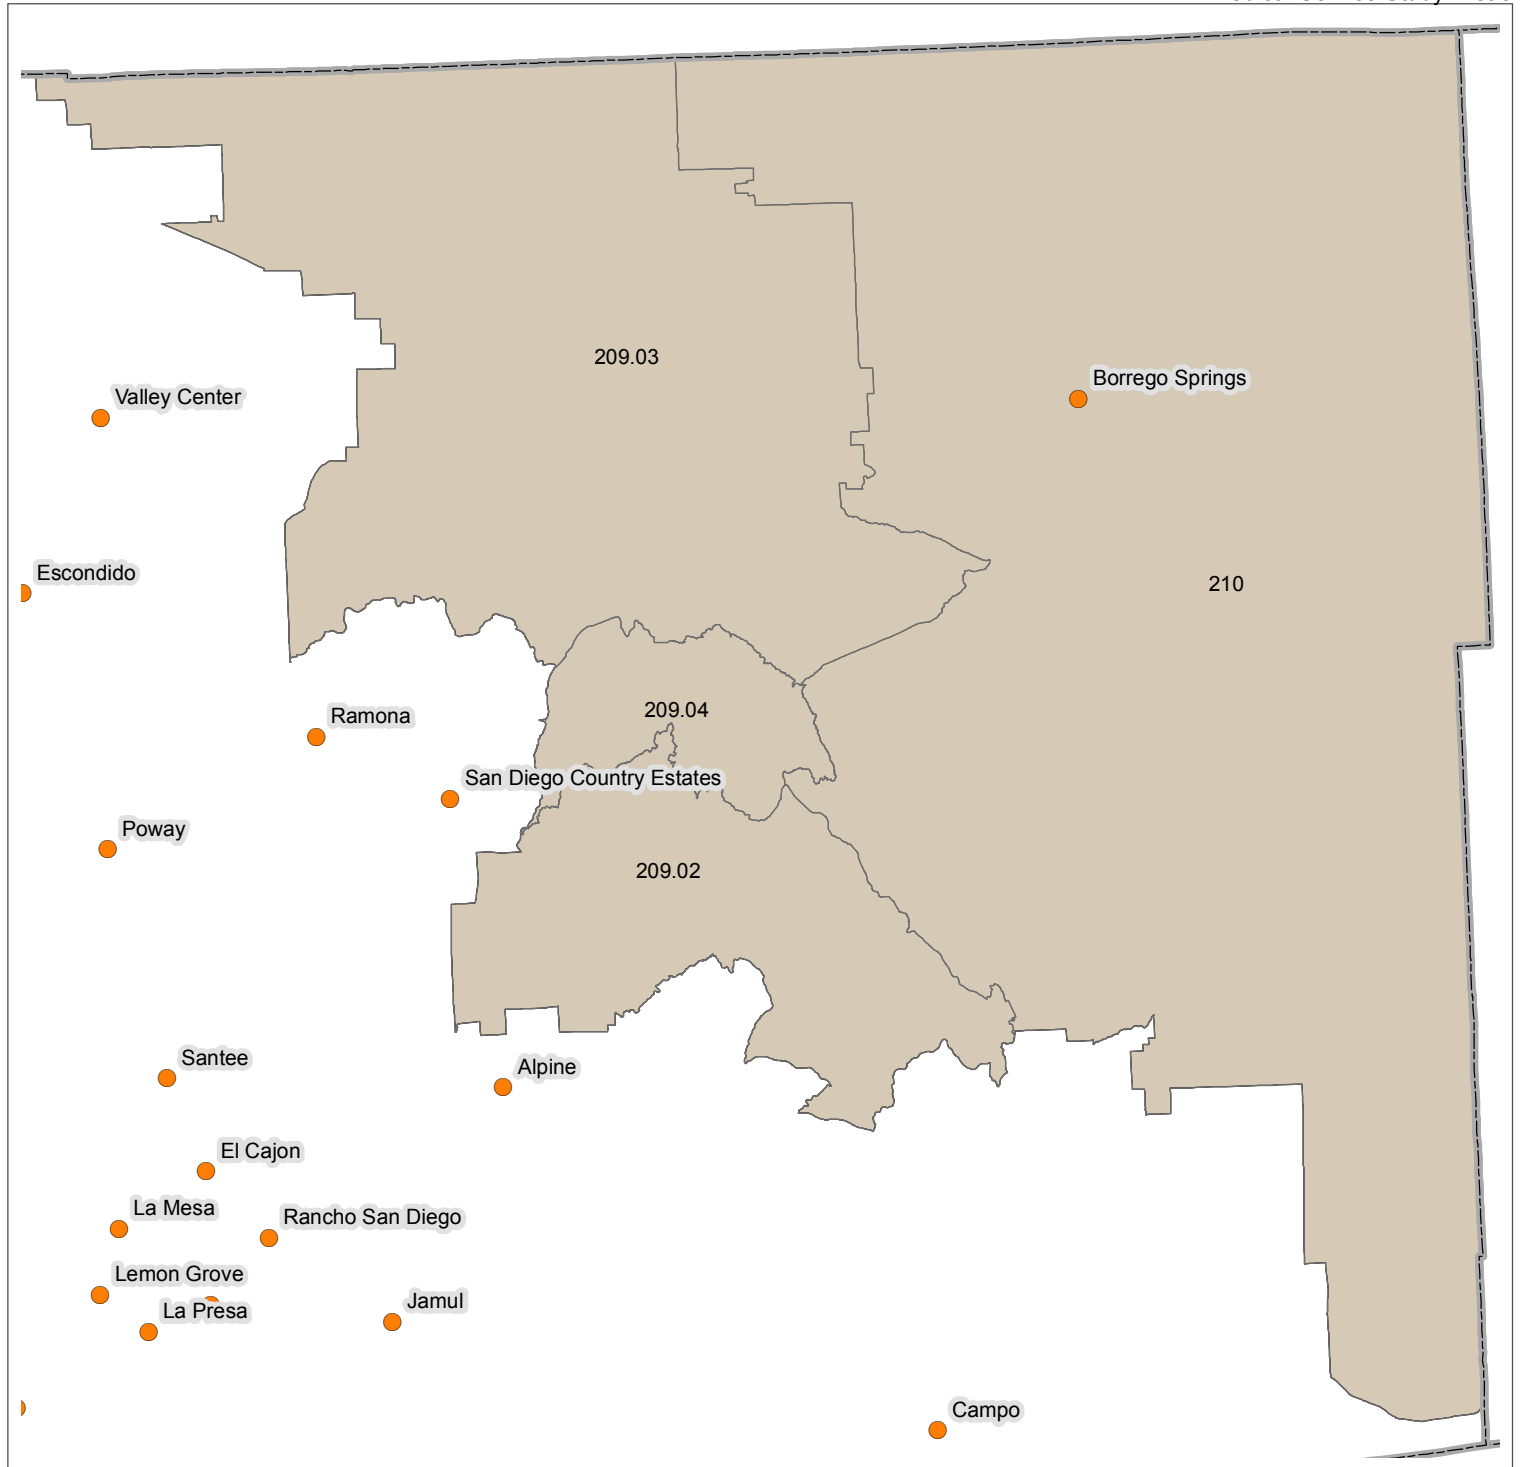 209.03
Borrego Springs
Valley Center
Escondido
210
209.04
Ramona
San Diego Country Estates
Poway
209.02
Santee
Alpine
El Cajon
La Mesa
Rancho San Diego
Lemon Grove
La Presa
Jamul
Campo